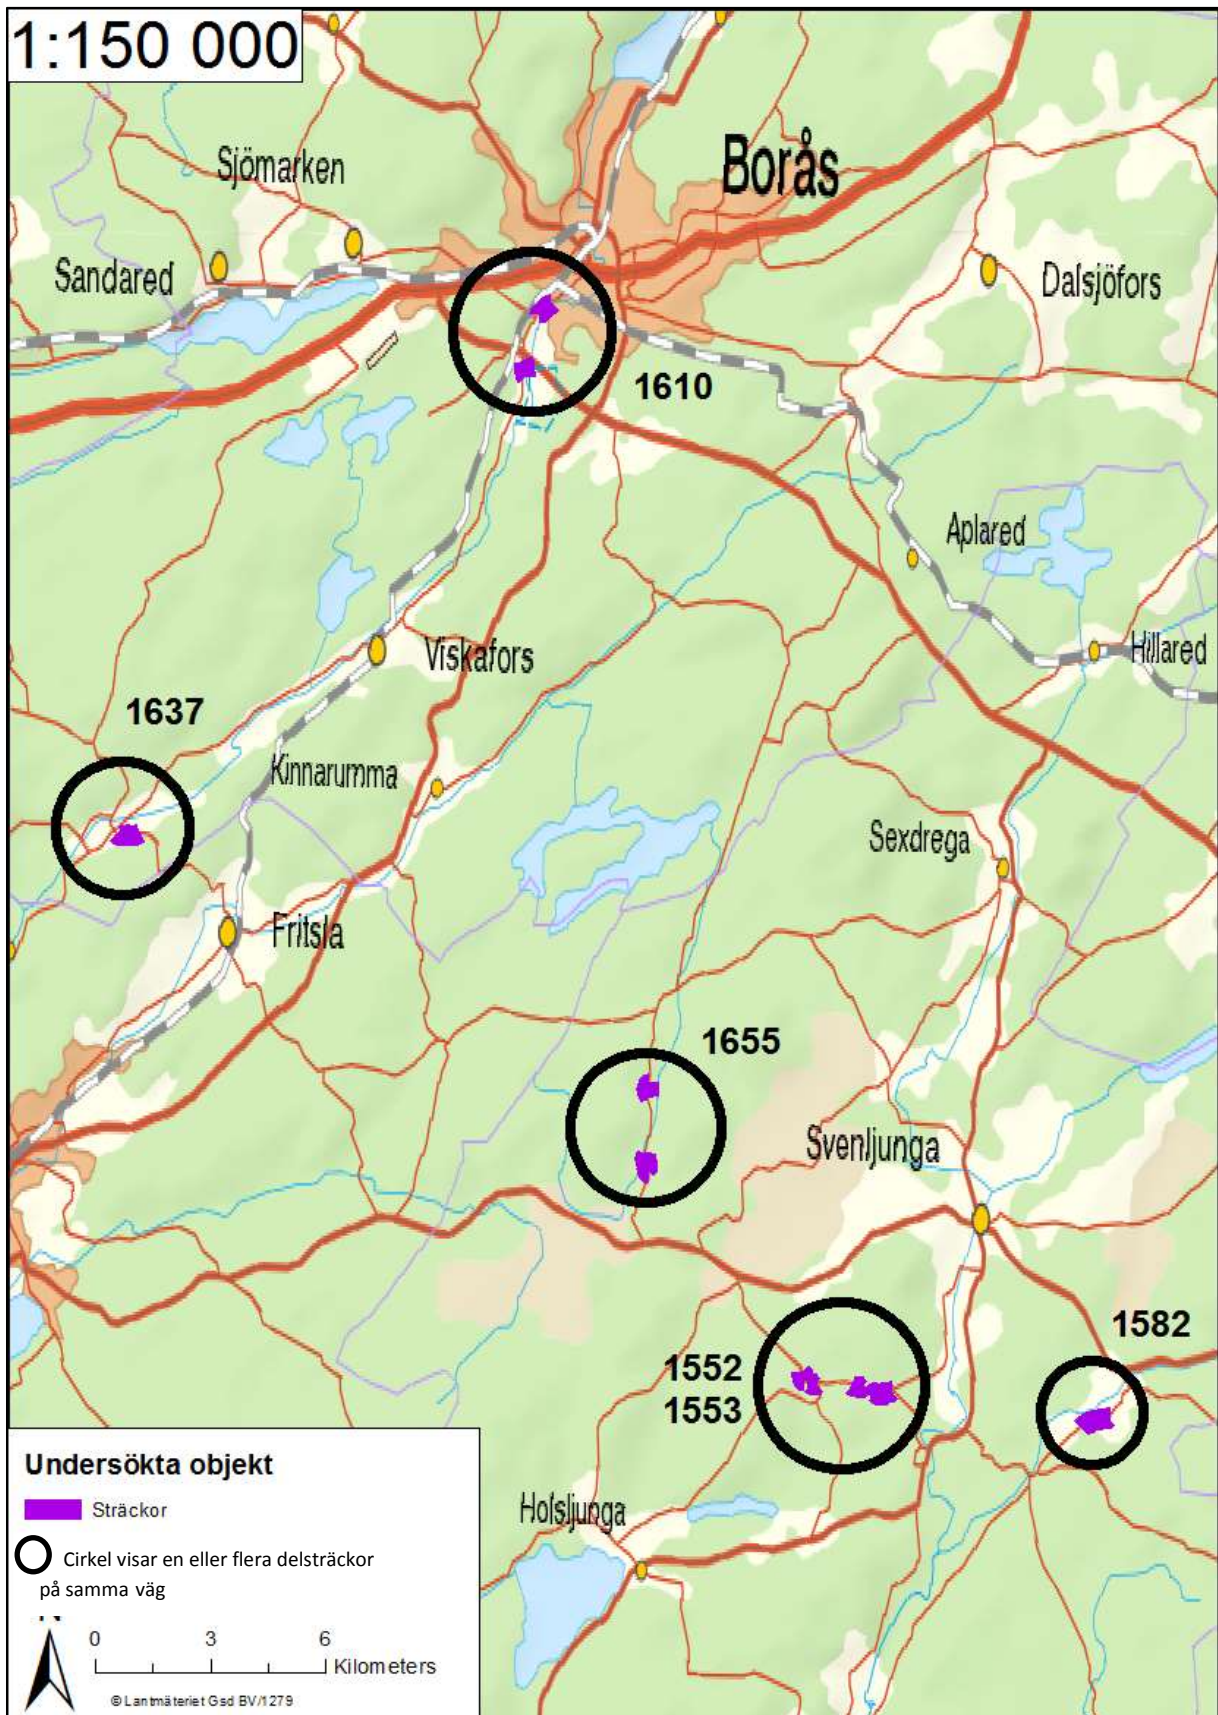 1:150 000
Borås
Sjömarken
Sandared
Dalsjöfors
1610
Aplared
Viskafors
Hillared
1637
Kinnarumma
Sexdrega
Fritsla
1655
Svenljunga
1582
1552
1553
Undersökta objekt
Sträckor
Holsljunga
Cirkel visar en eller flera delsträckor
på samma väg
N
0 3 6
Kilometers
© Lantmäteriet Gsd BV/1279